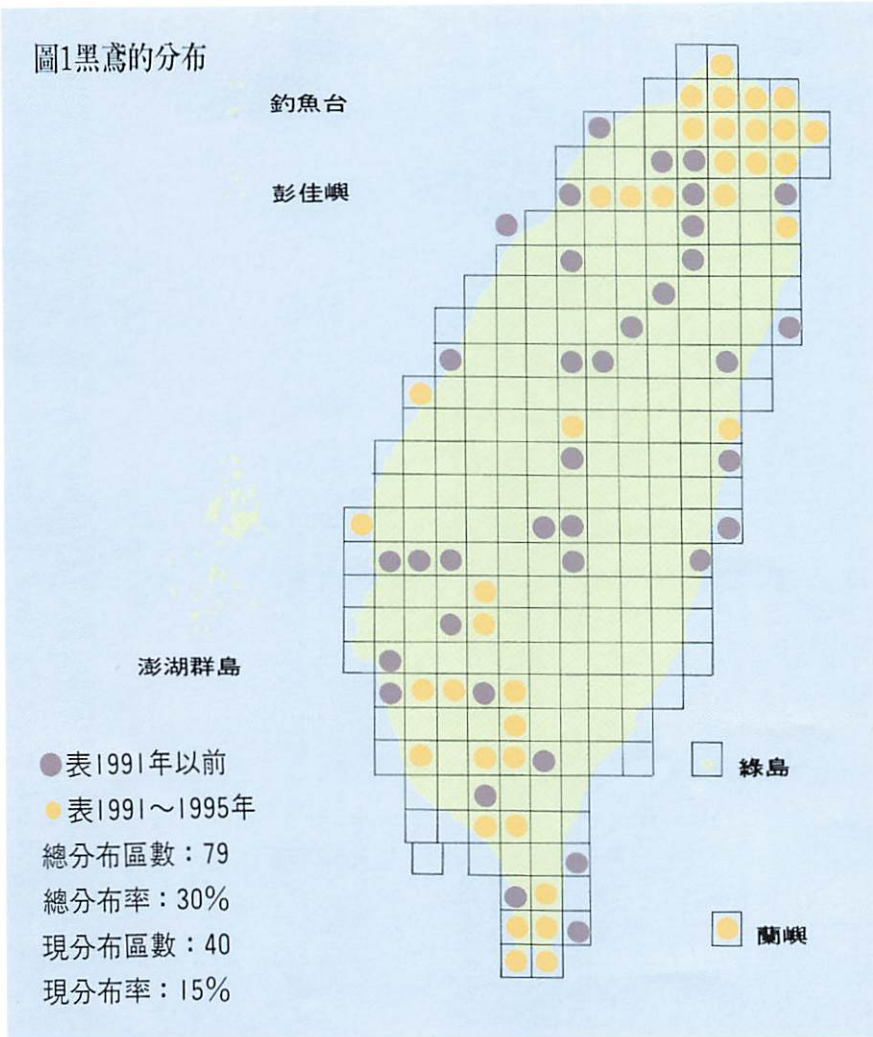 圖1黑鳶的分布
釣魚台
彭佳嶼
澎湖群島
表1991年以前
表1991～1995年
總分布區數：79
總分布率：30%
現分布區數：40
現分布率：15%
綠島
蘭嶼